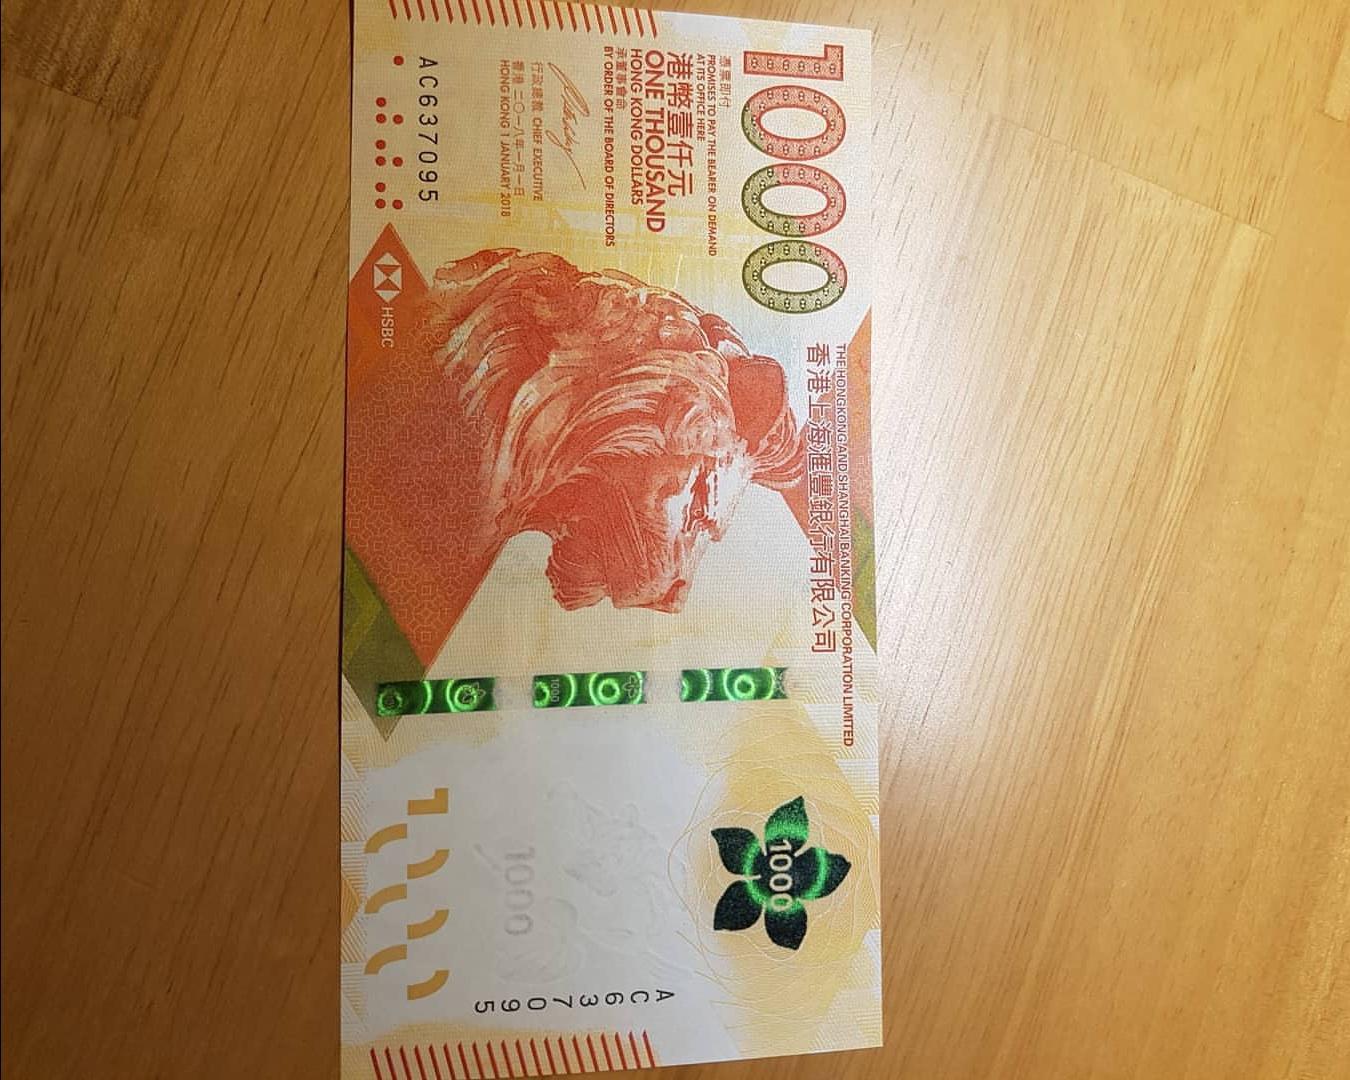 1000
THE HONGKONG AND SHANGHAI BANKING CORPORATION LIMITED
香港上海滙豐銀行有限公司
憑票即付
PROMISES TO PAY THE BEARER ON DEMAND
AT ITS OFFICE HERE
港幣壹仟元
ONE THOUSAND
HONG KONG DOLLARS
承董事會命
BY ORDER OF THE BOARD OF DIRECTORS
行政總裁 CHIEF EXECUTIVE
香港 二〇一八年一月一日
HONG KONG 1 JANUARY 2018
AC637095
HSBC
1000
1000
1000
AC637095